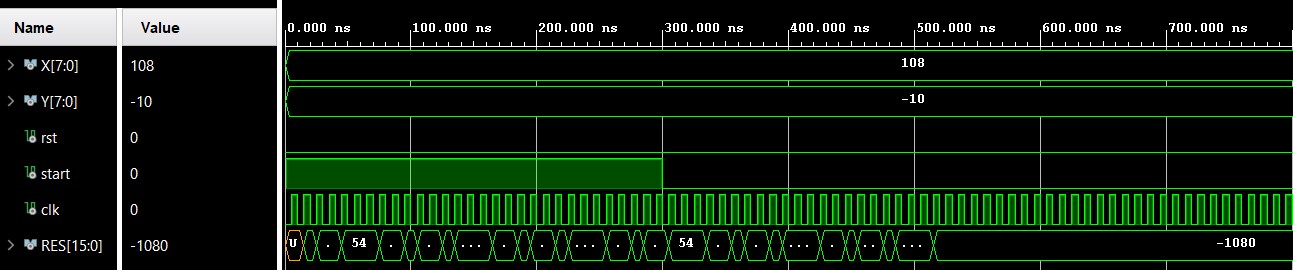 Name Value 0.000 ns 100.000 ns 200.000 ns 300.000 ns 400.000 ns 500.000 ns 600.000 ns 700.000 ns
X[7:0] 108 108
Y[7:0] -10 -10
rst 0
start 0
clk 0
RES[15:0] -1080 U . 54 . . . ... . . ... ... . . . 54 . . . ... . ... . ... -1080